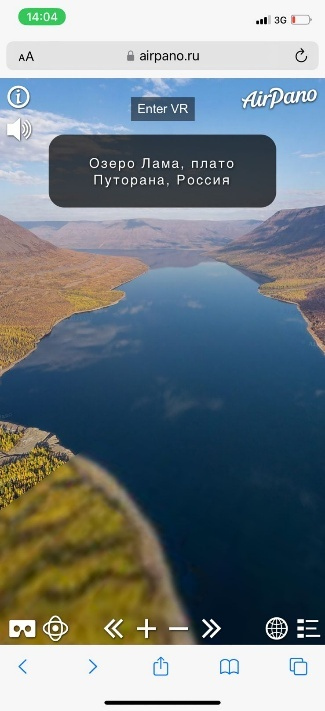 14:04
3G
AA
airpano.ru
Enter VR
AirPano
Озеро Лама, плато
Путорана, Россия